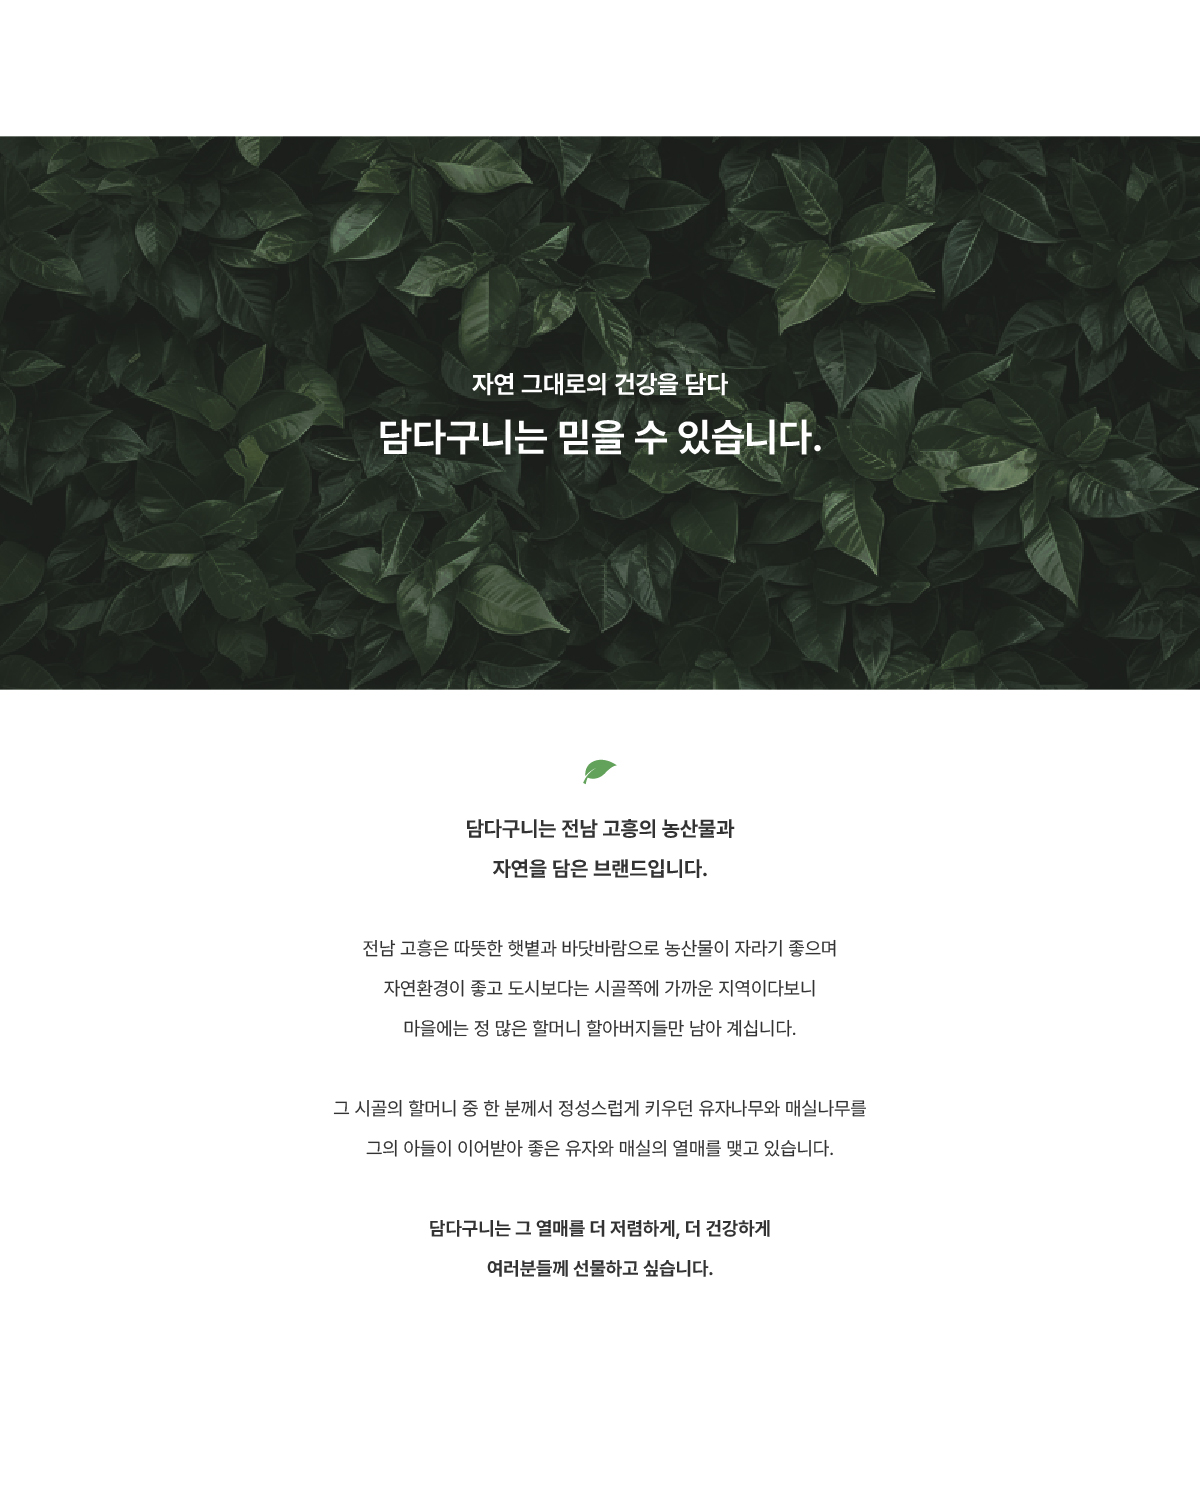 자연 그대로의 건강을 담다
담다구니는 믿을 수 있습니다.
담다구니는 전남 고흥의 농산물과
자연을 담은 브랜드입니다.
전남 고흥은 따뜻한 햇볕과 바닷바람으로 농산물이 자라기 좋으며
자연환경이 좋고 도시보다는 시골쪽에 가까운 지역이다보니
마을에는 정 많은 할머니 할아버지들만 남아 계십니다.
그 시골의 할머니 중 한 분께서 정성스럽게 키우던 유자나무와 매실나무를
그의 아들이 이어받아 좋은 유자와 매실의 열매를 맺고 있습니다.
담다구니는 그 열매를 더 저렴하게, 더 건강하게
여러분들께 선물하고 싶습니다.